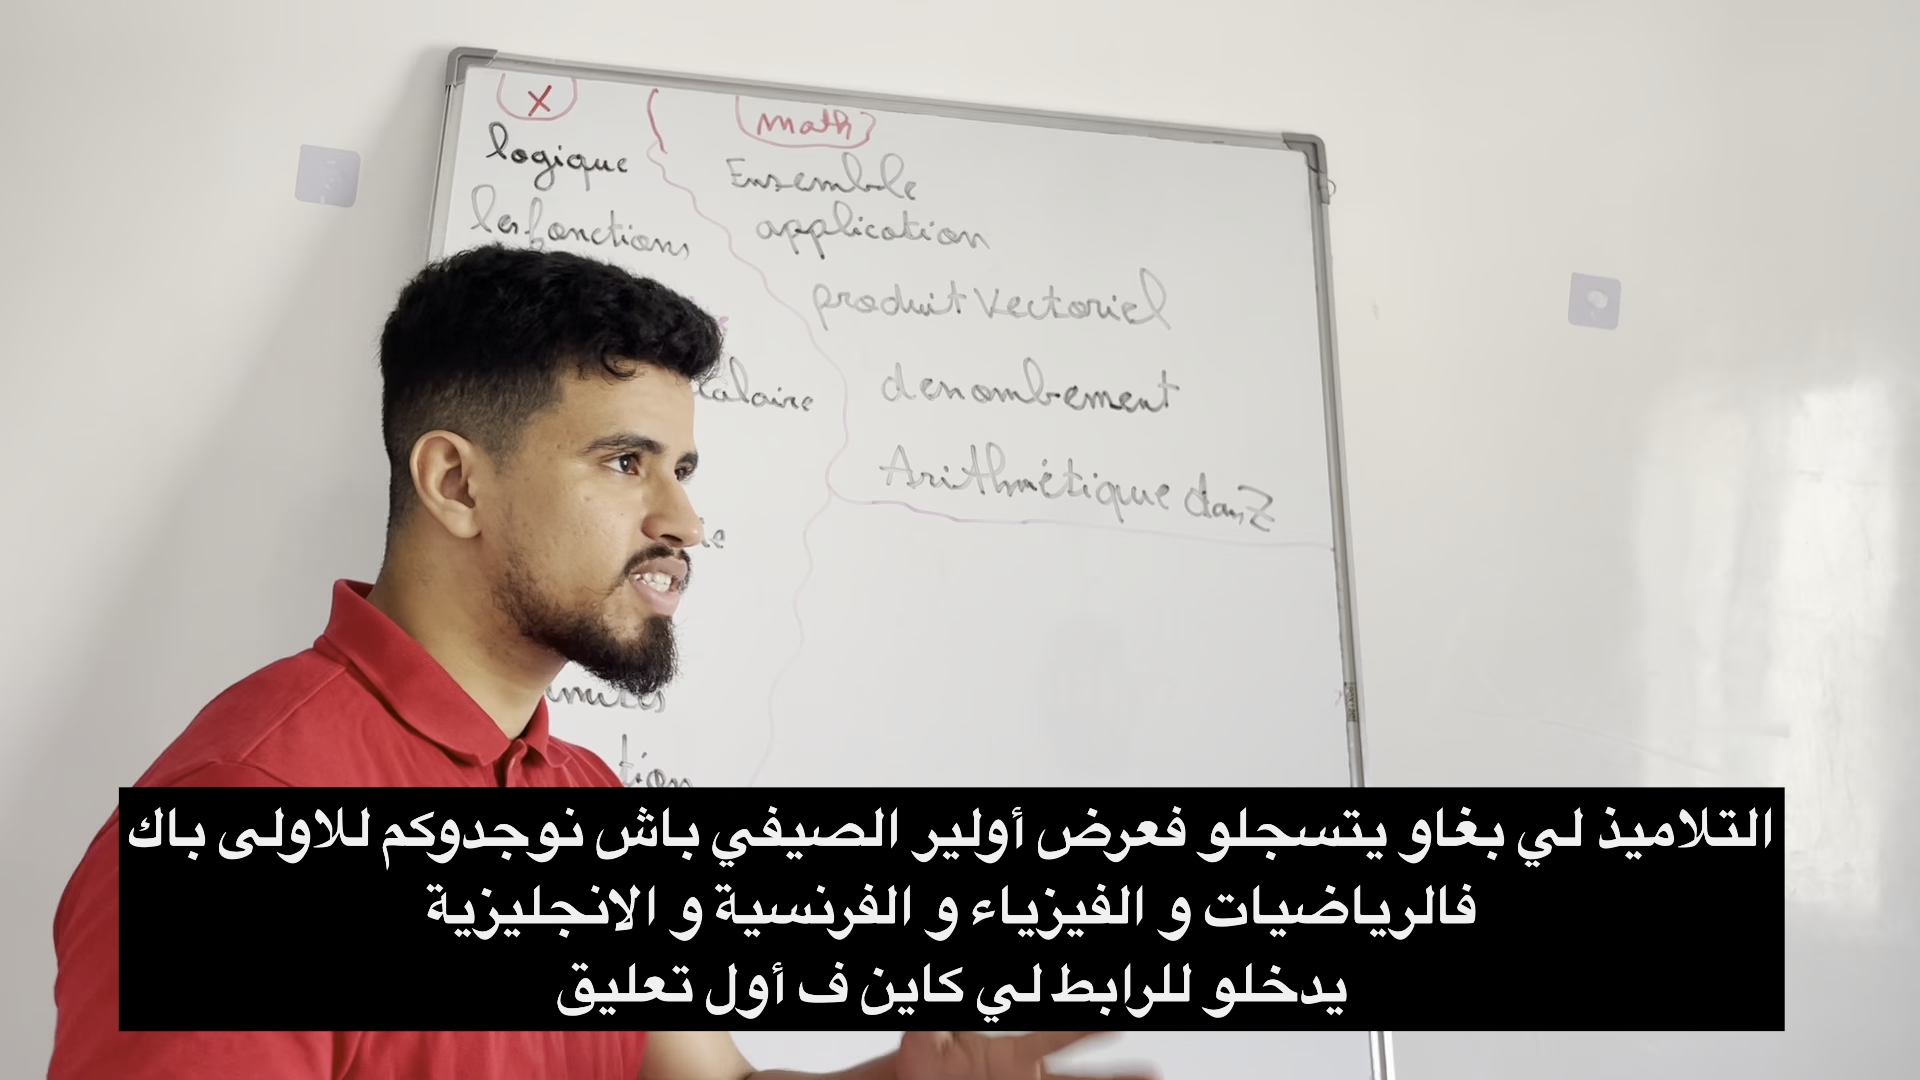 X
math
logique
les fonctions
Ensemble
application
produit Vectoriel
denombement
Arithmétique dans Z
التلاميذ لي بغاو يتسجلو فعرض أولير الصيفي باش نوجدوكم للاولى باك
فالرياضيات و الفيزياء و الفرنسية و الانجليزية
يدخلو للرابط لي كاين ف أول تعليق